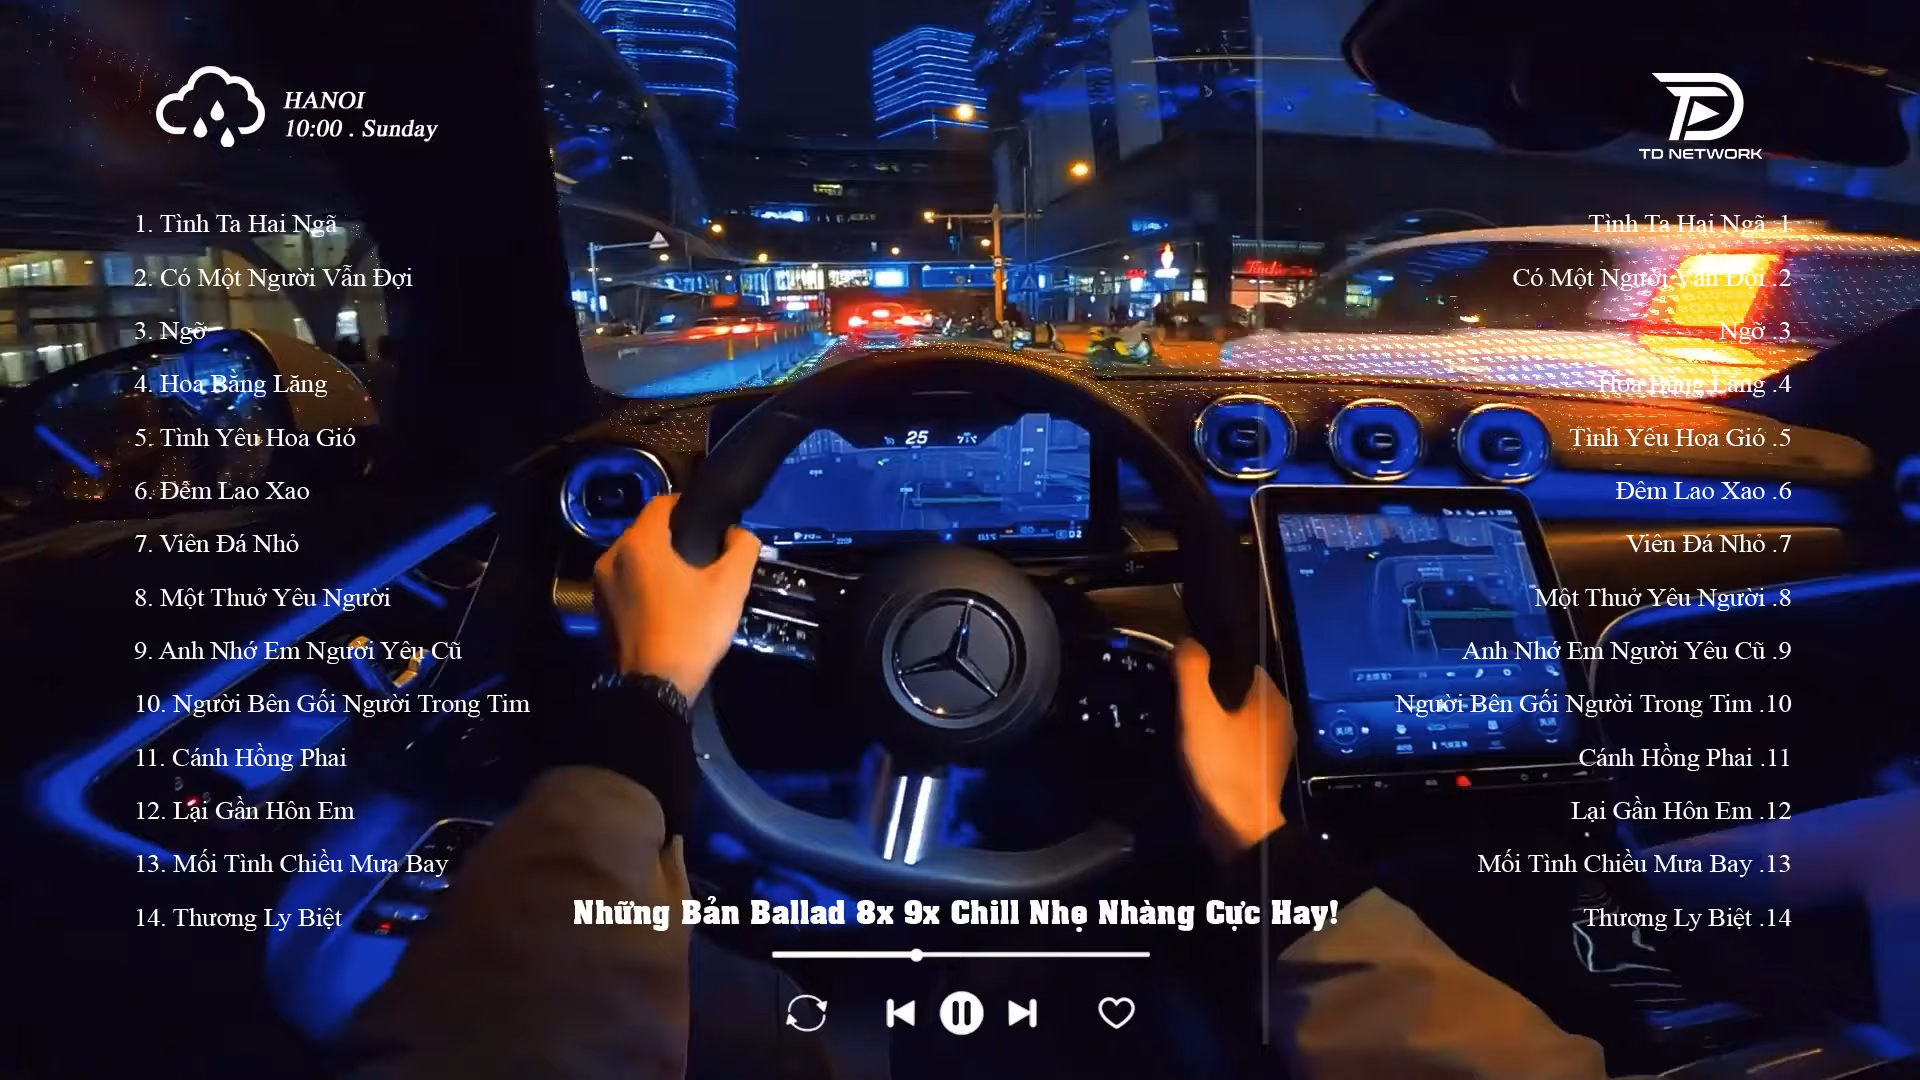 HANOI
10:00 . Sunday
TD NETWORK
1. Tình Ta Hai Ngã
2. Có Một Người Vẫn Đợi
3. Ngỡ
4. Hoa Bằng Lăng
5. Tình Yêu Hoa Gió
6. Đêm Lao Xao
7. Viên Đá Nhỏ
8. Một Thuở Yêu Người
9. Anh Nhớ Em Người Yêu Cũ
10. Người Bên Gối Người Trong Tim
11. Cánh Hồng Phai
12. Lại Gần Hôn Em
13. Mối Tình Chiều Mưa Bay
14. Thương Ly Biệt
Tình Ta Hai Ngã .1
Có Một Người Vẫn Đợi .2
Ngỡ .3
Hoa Bằng Lăng .4
Tình Yêu Hoa Gió .5
Đêm Lao Xao .6
Viên Đá Nhỏ .7
Một Thuở Yêu Người .8
Anh Nhớ Em Người Yêu Cũ .9
Người Bên Gối Người Trong Tim .10
Cánh Hồng Phai .11
Lại Gần Hôn Em .12
Mối Tình Chiều Mưa Bay .13
Thương Ly Biệt .14
25
Những Bản Ballad 8x 9x Chill Nhẹ Nhàng Cực Hay!